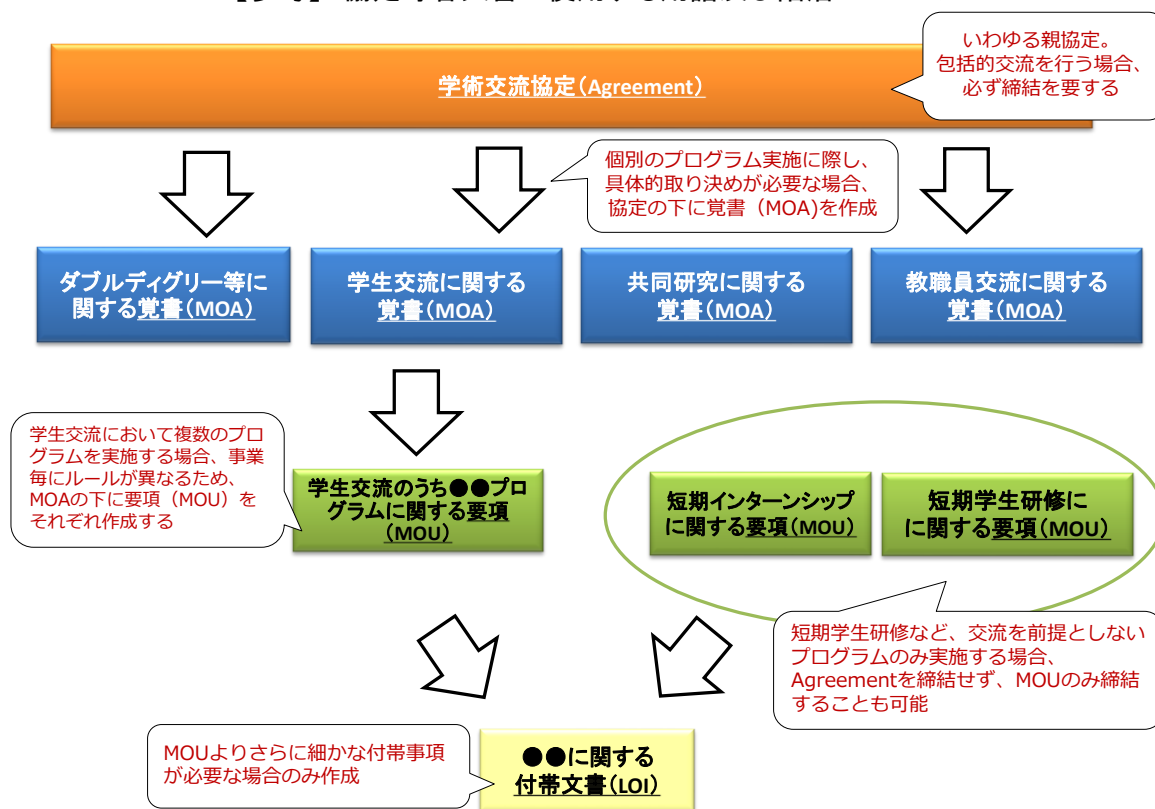 いわゆる親協定。
包括的交流を行う場合、
必ず締結を要する
学術交流協定(Agreement)
個別のプログラム実施に際し、
具体的取り決めが必要な場合、
協定の下に覚書（MOA)を作成
ダブルディグリー等に
関する覚書(MOA)
学生交流に関する
覚書(MOA)
共同研究に関する
覚書(MOA)
教職員交流に関する
覚書(MOA)
学生交流において複数のプロ
グラムを実施する場合、事業
毎にルールが異なるため、
MOAの下に要項（MOU）を
それぞれ作成する
学生交流のうち●●プロ
グラムに関する要項
(MOU)
短期インターンシップ
に関する要項(MOU)
短期学生研修に
に関する要項(MOU)
短期学生研修など、交流を前提としない
プログラムのみ実施する場合、
Agreementを締結せず、MOUのみ締結
することも可能
MOUよりさらに細かな付帯事項
が必要な場合のみ作成
●●に関する
付帯文書(LOI)